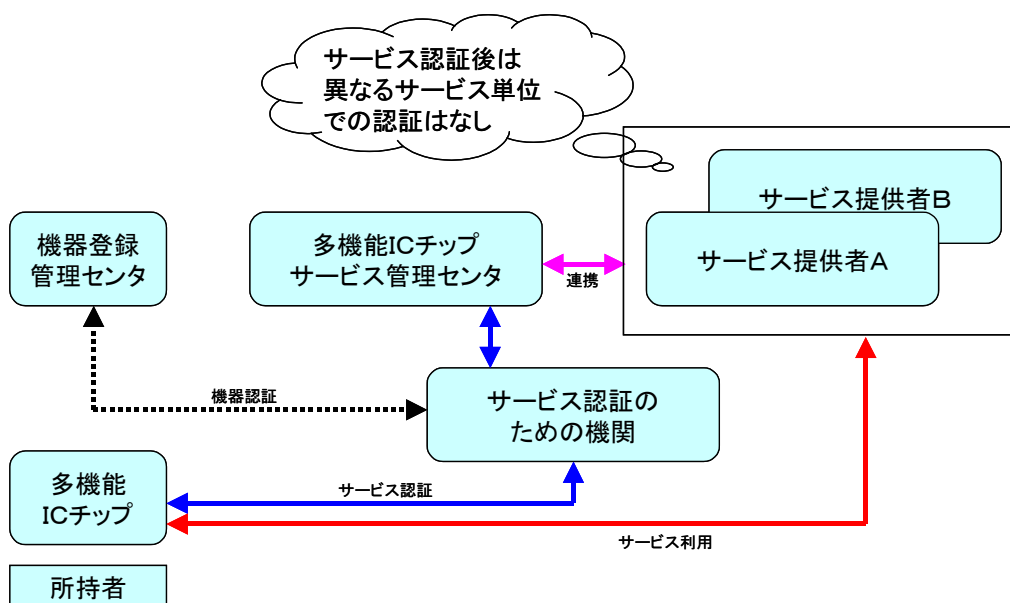 サービス認証後は
異なるサービス単位
での認証はなし
サービス提供者B
サービス提供者A
機器登録
管理センタ
多機能ICチップ
サービス管理センタ
連携
機器認証
サービス認証の
ための機関
多機能
ICチップ
サービス認証
サービス利用
所持者